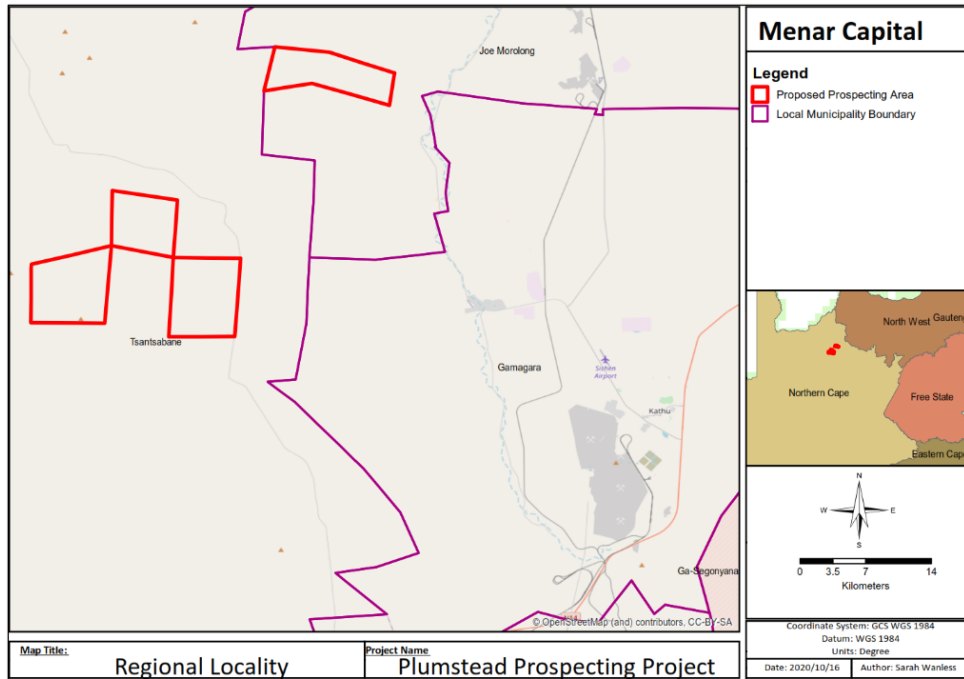 Joe Morolong
Tsantsabane
Gamagara
Sishen
Airport
Kathu
Ga-Segonyana
© OpenStreetMap (and) contributors, CC-BY-SA
Map Title:
Regional Locality
Project Name
Plumstead Prospecting Project
Menar Capital
Legend
Proposed Prospecting Area
Local Municipality Boundary
North West
Gauteng
Northern Cape
Free State
Eastern Cape
N
W
E
S
0 3.5 7 14
Kilometers
Coordinate System: GCS WGS 1984
Datum: WGS 1984
Units: Degree
Date: 2020/10/16
Author: Sarah Wanless